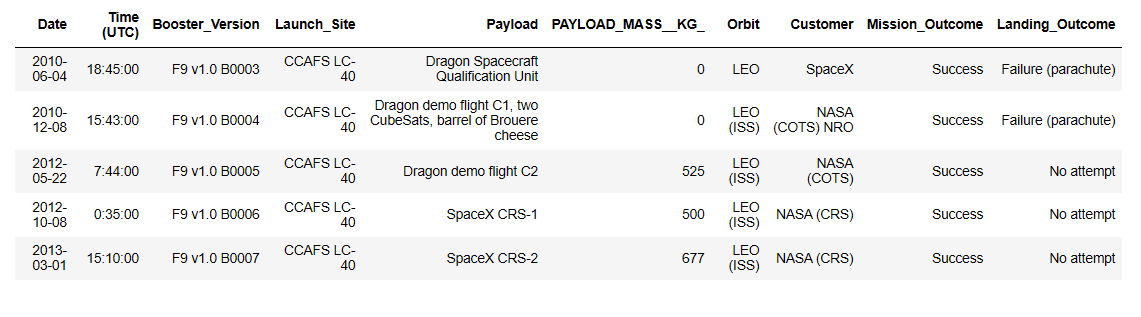 Date Time (UTC) Booster_Version Launch_Site Payload PAYLOAD_MASS__KG_ Orbit Customer Mission_Outcome Landing_Outcome
2010-06-04 18:45:00 F9 v1.0 B0003 CCAFS LC-40 Dragon Spacecraft Qualification Unit 0 LEO SpaceX Success Failure (parachute)
2010-12-08 15:43:00 F9 v1.0 B0004 CCAFS LC-40 Dragon demo flight C1, two CubeSats, barrel of Brouere cheese 0 LEO (ISS) NASA (COTS) NRO Success Failure (parachute)
2012-05-22 7:44:00 F9 v1.0 B0005 CCAFS LC-40 Dragon demo flight C2 525 LEO (ISS) NASA (COTS) Success No attempt
2012-10-08 0:35:00 F9 v1.0 B0006 CCAFS LC-40 SpaceX CRS-1 500 LEO (ISS) NASA (CRS) Success No attempt
2013-03-01 15:10:00 F9 v1.0 B0007 CCAFS LC-40 SpaceX CRS-2 677 LEO (ISS) NASA (CRS) Success No attempt